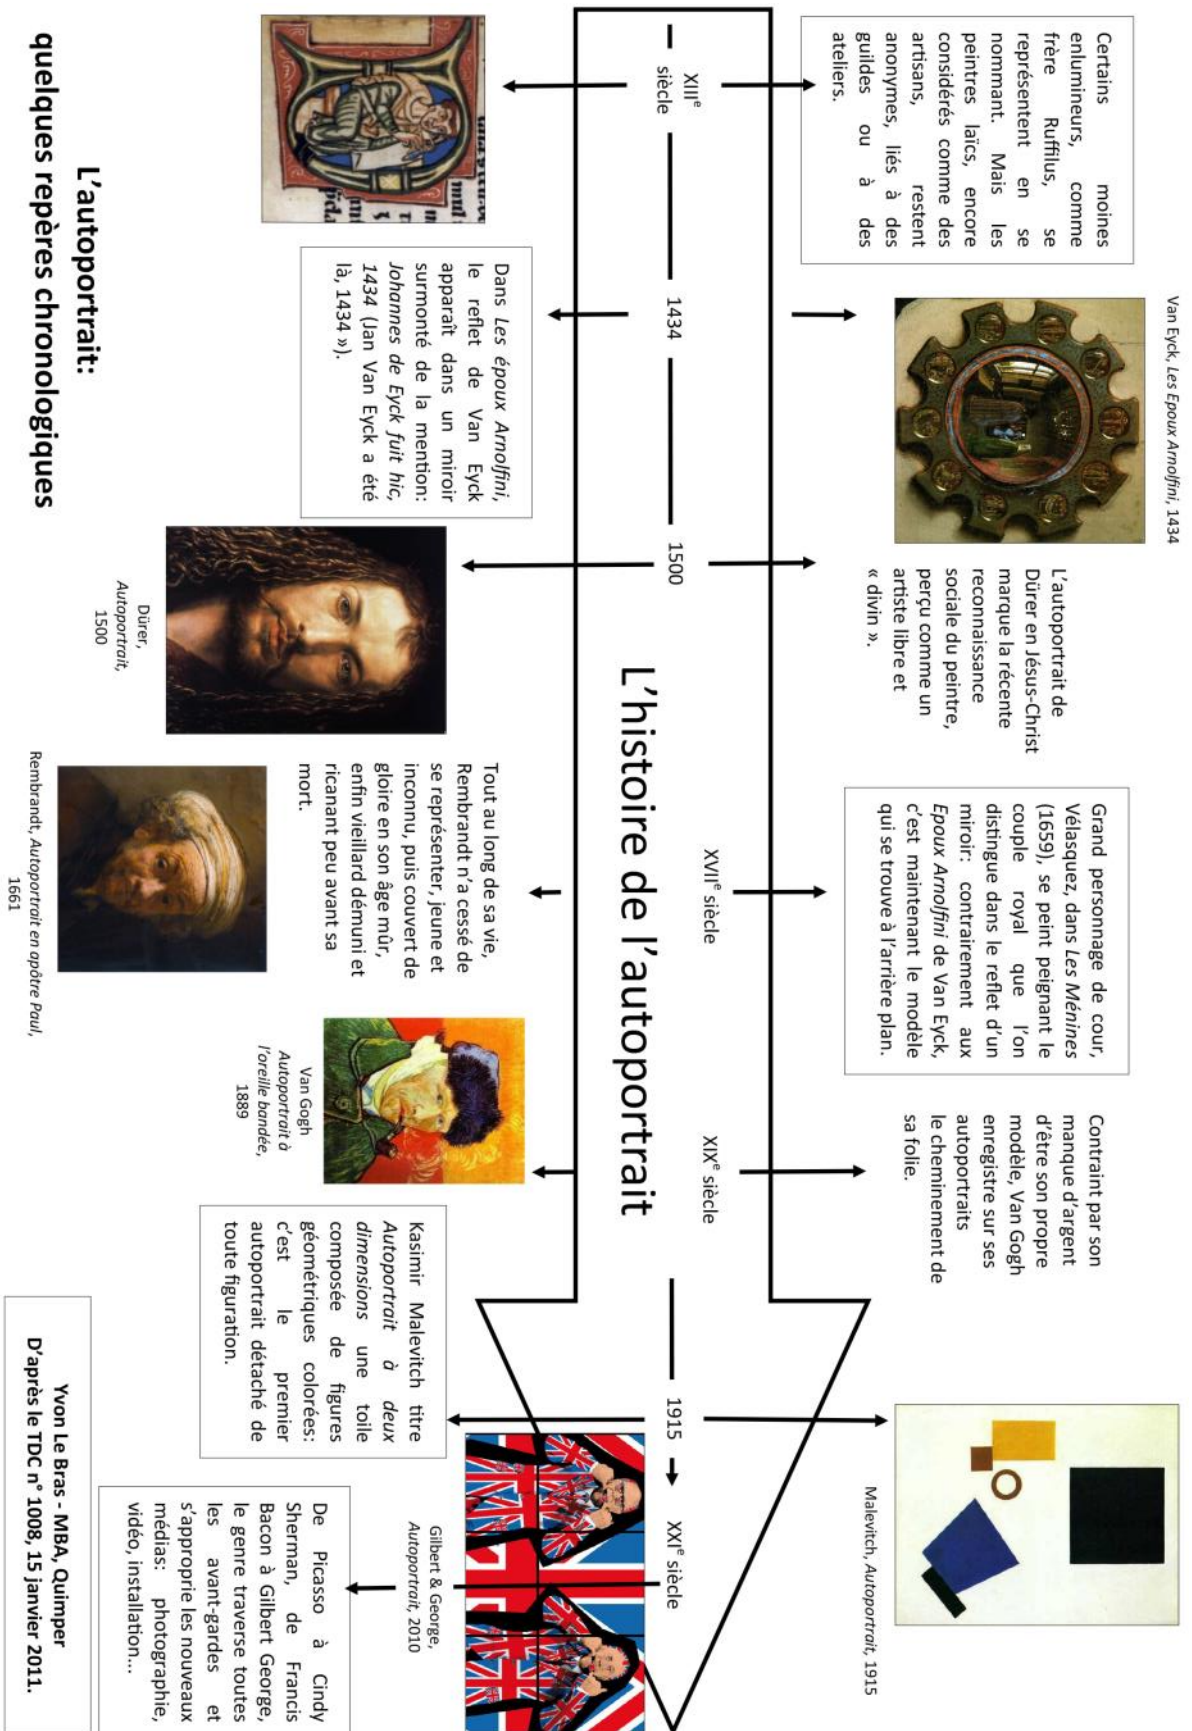 L'autoportrait:
quelques repères chronologiques
L'histoire de l'autoportrait
XIIIᵉ
siècle
1434
1500
XVIIᵉ siècle
XIXᵉ siècle
1915
XXIᵉ siècle
Certains moines
enlumineurs, comme
frère Ruffilus, se
représentent en se
nommant. Mais les
peintres laïcs, encore
considérés comme des
artisans, restent
anonymes, liés à des
guildes ou à des
ateliers.
Van Eyck, Les Epoux Arnolfini, 1434
Dans Les époux Arnolfini,
le reflet de Van Eyck
apparaît dans un miroir
surmonté de la mention:
Johannes de Eyck fuit hic,
1434 (Jan Van Eyck a été
là, 1434 »).
L'autoportrait de
Dürer en Jésus-Christ
marque la récente
reconnaissance
sociale du peintre,
perçu comme un
artiste libre et
« divin ».
Dürer,
Autoportrait,
1500
Grand personnage de cour,
Vélasquez, dans Les Ménines
(1659), se peint peignant le
couple royal que l'on
distingue dans le reflet d'un
miroir: contrairement aux
Epoux Arnolfini de Van Eyck,
c'est maintenant le modèle
qui se trouve à l'arrière plan.
Tout au long de sa vie,
Rembrandt n'a cessé de
se représenter, jeune et
inconnu, puis couvert de
gloire en son âge mûr,
enfin vieillard démuni et
ricanant peu avant sa
mort.
Rembrandt, Autoportrait en apôtre Paul,
1661
Contraint par son
manque d'argent
d'être son propre
modèle, Van Gogh
enregistre sur ses
autoportraits
le cheminement de
sa folie.
Van Gogh
Autoportrait à
l'oreille bandée,
1889
Malevitch, Autoportrait, 1915
Kasimir Malevitch titre
Autoportrait à deux
dimensions une toile
composée de figures
géométriques colorées:
c'est le premier
autoportrait détaché de
toute figuration.
Gilbert & George,
Autoportrait, 2010
De Picasso à Cindy
Sherman, de Francis
Bacon à Gilbert George,
le genre traverse toutes
les avant-gardes et
s'approprie les nouveaux
médias: photographie,
vidéo, installation...
Yvon Le Bras - MBA, Quimper
D'après le TDC n° 1008, 15 janvier 2011.